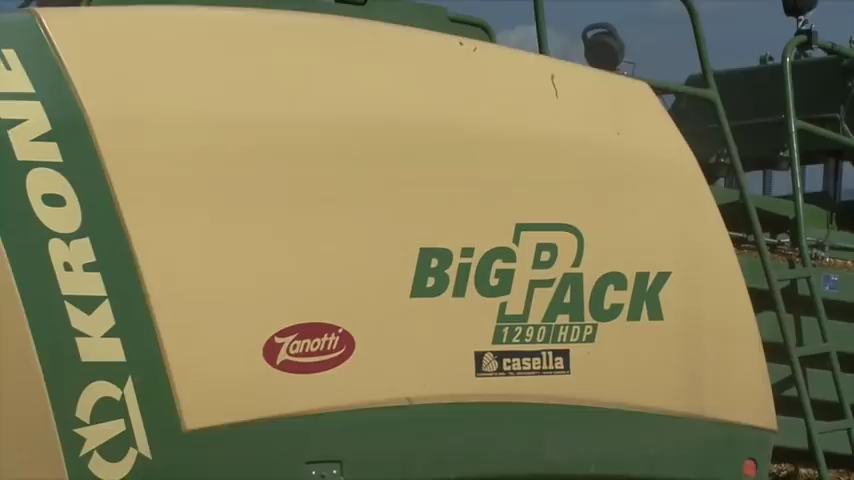 KRONE
BiG PACK
1290 HDP
Zanotti
casella